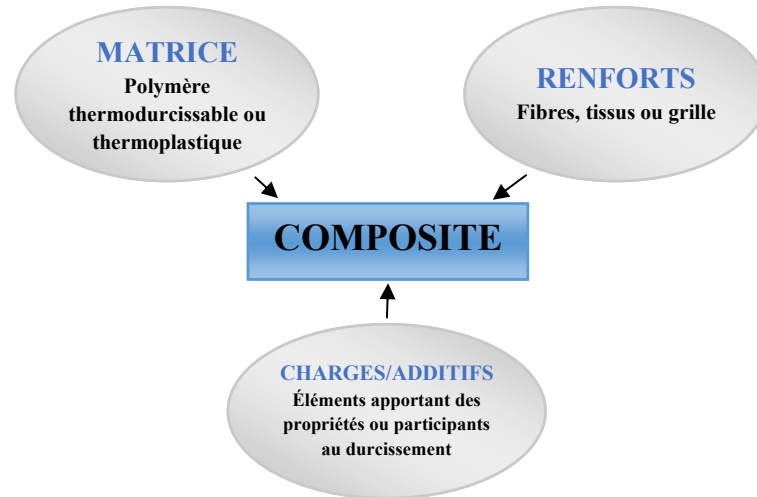 MATRICE
Polymère
thermodurcissable ou
thermoplastique
RENFORTS
Fibres, tissus ou grille
COMPOSITE
CHARGES/ADDITIFS
Éléments apportant des
propriétés ou participants
au durcissement